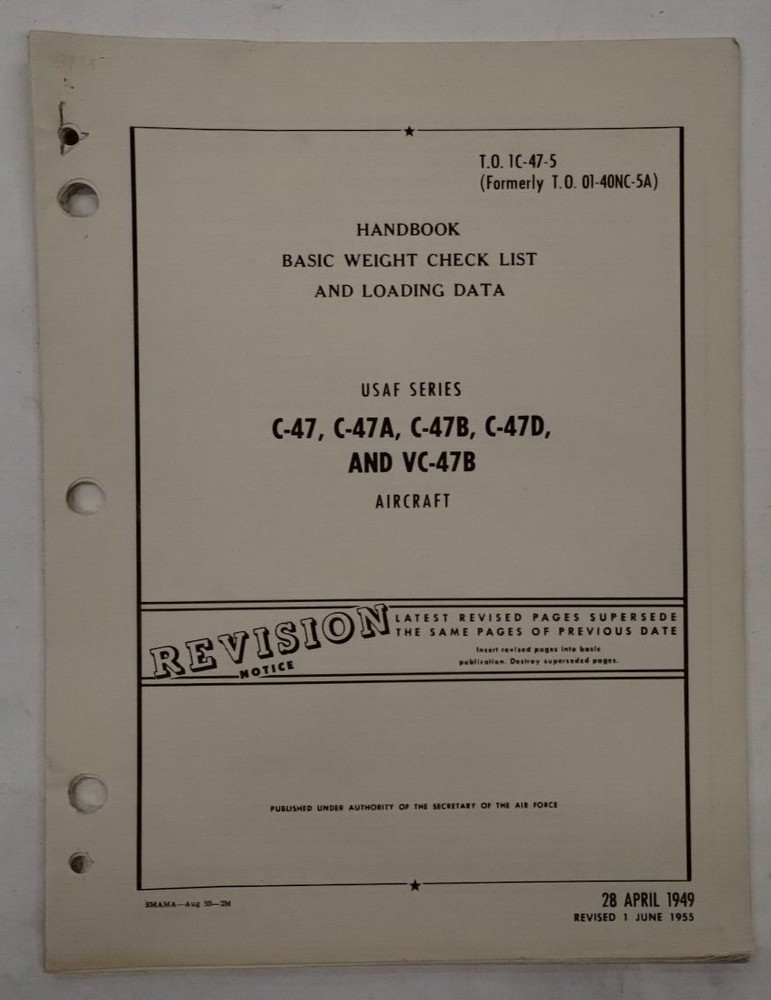 T.O. 1C-47-5
(Formerly T.O. 01-40NC-5A)
HANDBOOK
BASIC WEIGHT CHECK LIST
AND LOADING DATA
USAF SERIES
C-47, C-47A, C-47B, C-47D,
AND VC-47B
AIRCRAFT
REVISION
NOTICE
LATEST REVISED PAGES SUPERSEDE
THE SAME PAGES OF PREVIOUS DATE
Insert revised pages into basic
publication. Destroy superseded pages.
PUBLISHED UNDER AUTHORITY OF THE SECRETARY OF THE AIR FORCE
SMAMA—Aug 55—2M
28 APRIL 1949
REVISED 1 JUNE 1955